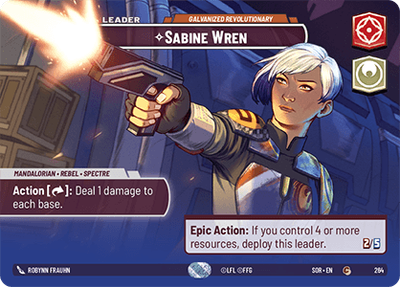 LEADER
GALVANIZED REVOLUTIONARY
SABINE WREN
MANDALORIAN • REBEL • SPECTRE
Action [⤵]: Deal 1 damage to
each base.
Epic Action: If you control 4 or more
resources, deploy this leader.
2/5
ROBYNN FRAUHN
©LFL ©FFG
SOR • EN
264